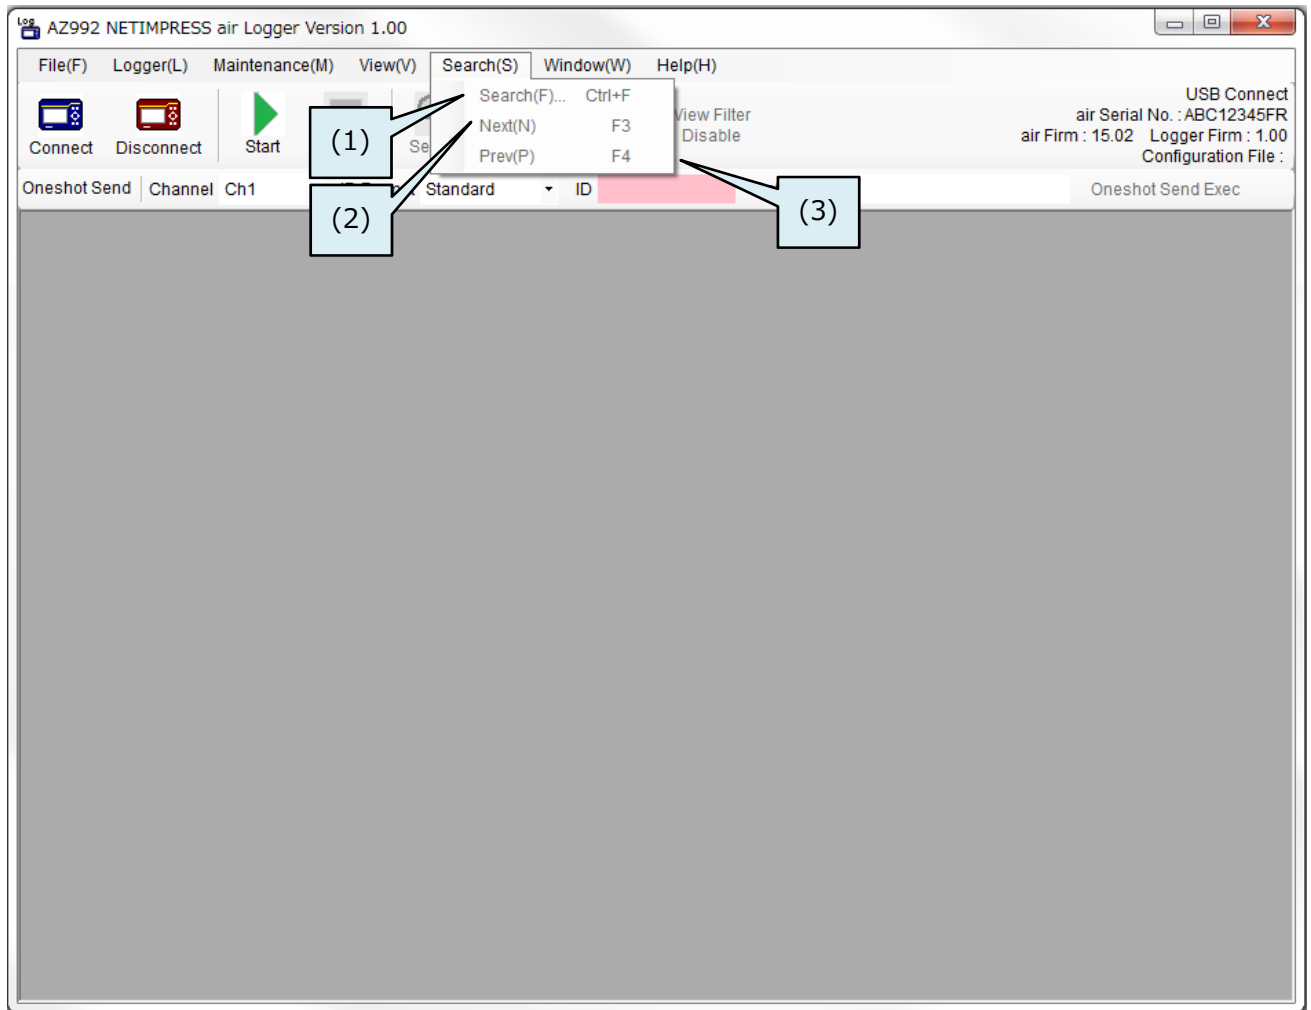 Log
AZ992 NETIMPRESS air Logger Version 1.00
File(F) Logger(L) Maintenance(M) View(V) Search(S) Window(W) Help(H)
Search(F)... Ctrl+F
Next(N) F3
Prev(P) F4
Connect Disconnect Start
View Filter
Disable
USB Connect
air Serial No. : ABC12345FR
air Firm : 15.02 Logger Firm : 1.00
Configuration File :
(1)
(2)
(3)
Oneshot Send Channel Ch1 Standard ID Oneshot Send Exec